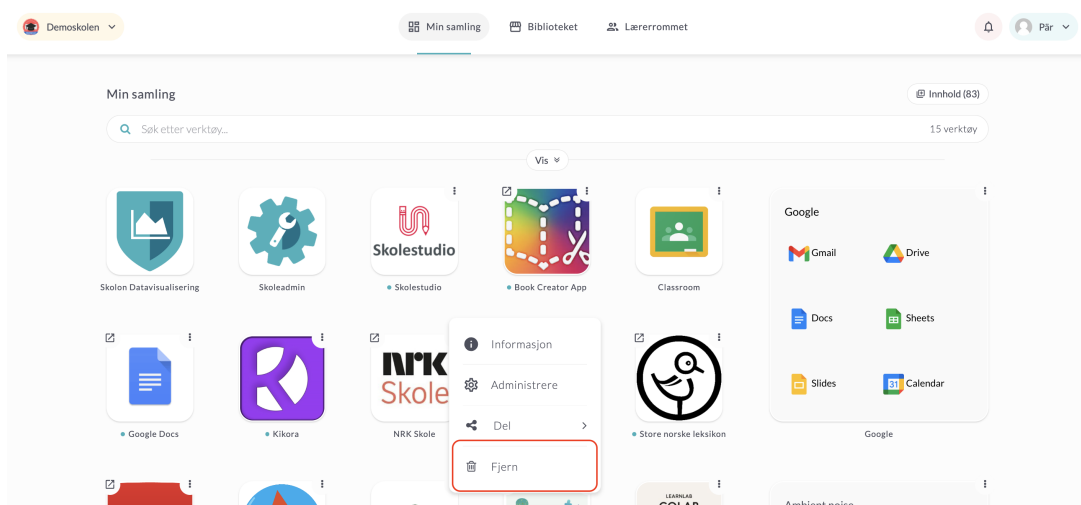 Demoskolen
Min samling
Biblioteket
Lærerrommet
Pär
Min samling
Innhold (83)
Søk etter verktøy...
15 verktøy
Vis
Skolestudio
Google
Gmail
Drive
Docs
Sheets
Slides
31
Calendar
Skolon Datavisualisering
Skoleadmin
Skolestudio
Book Creator App
Classroom
nrk
Skole
Informasjon
Administrere
Del
Fjern
Google Docs
Kikora
NRK Skole
Store norske leksikon
Google
LEARNLAB